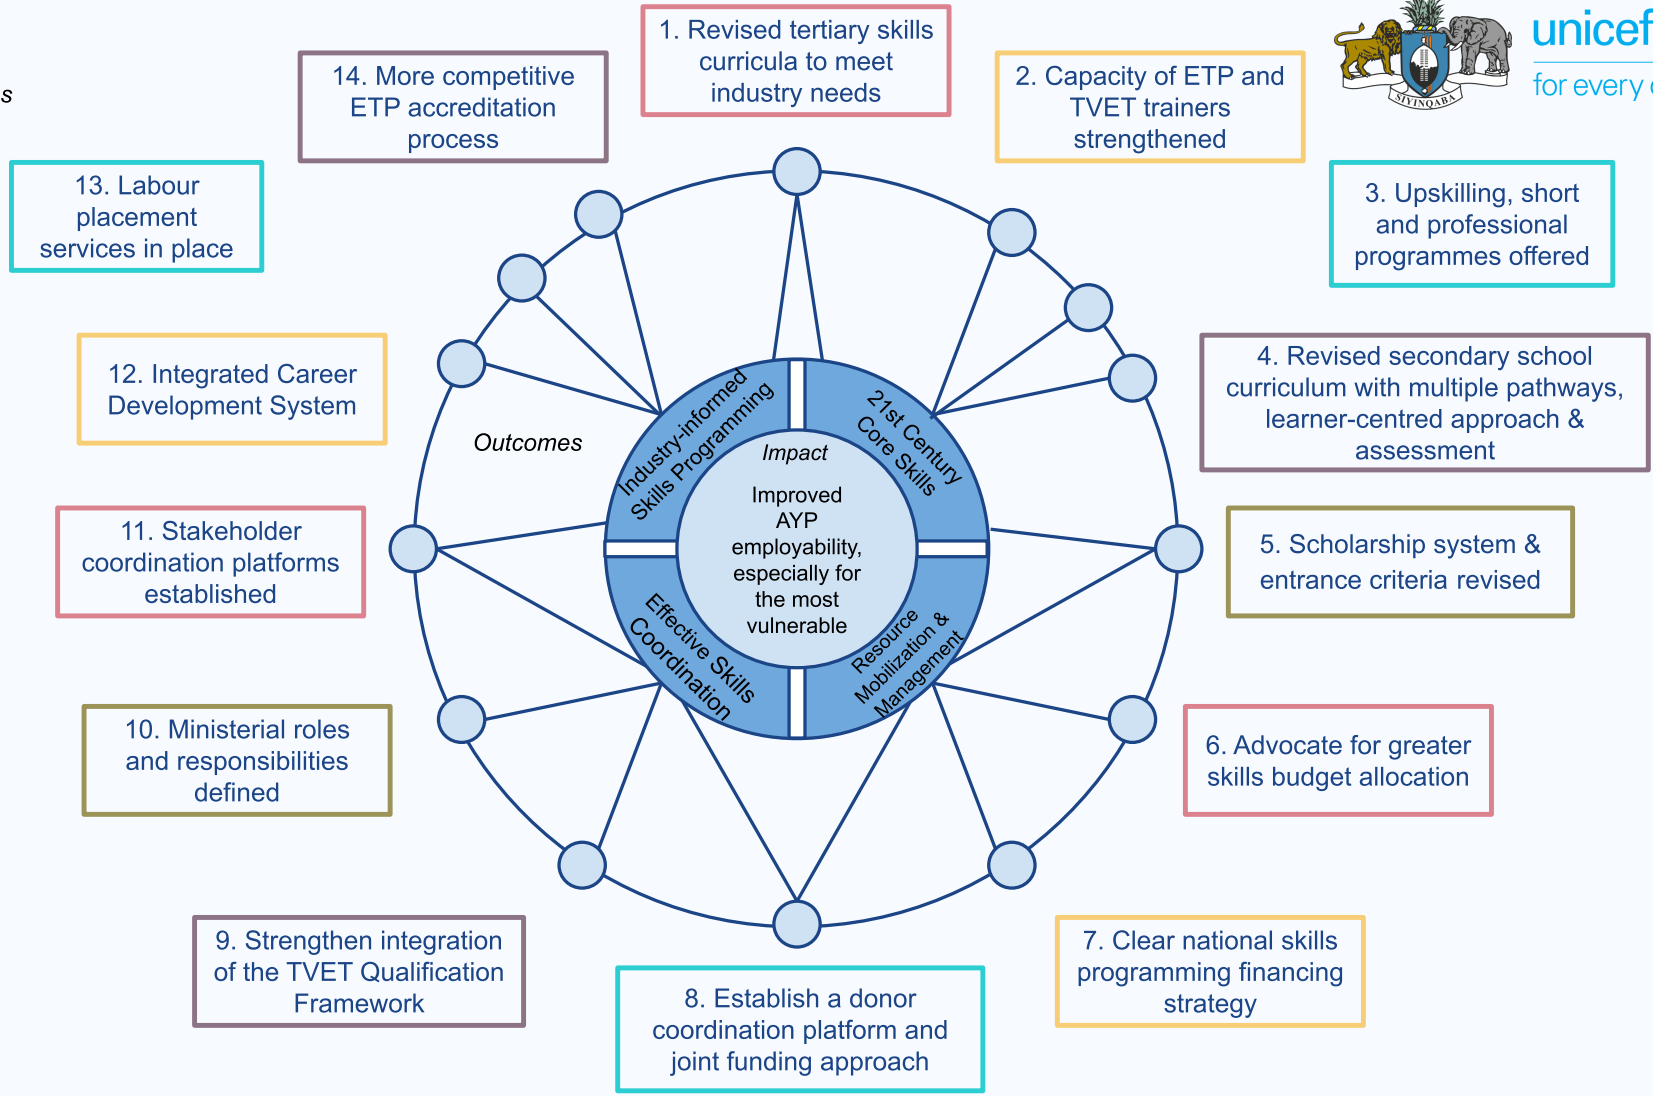 s
unicef
for every
SIYINQABA
1. Revised tertiary skills
curricula to meet
industry needs
2. Capacity of ETP and
TVET trainers
strengthened
3. Upskilling, short
and professional
programmes offered
4. Revised secondary school
curriculum with multiple pathways,
learner-centred approach &
assessment
5. Scholarship system &
entrance criteria revised
6. Advocate for greater
skills budget allocation
7. Clear national skills
programming financing
strategy
8. Establish a donor
coordination platform and
joint funding approach
9. Strengthen integration
of the TVET Qualification
Framework
10. Ministerial roles
and responsibilities
defined
11. Stakeholder
coordination platforms
established
12. Integrated Career
Development System
13. Labour
placement
services in place
14. More competitive
ETP accreditation
process
Outcomes
Industry-informed
Skills Programming
21st Century
Core Skills
Resource
Mobilization &
Management
Effective Skills
Coordination
Impact
Improved
AYP
employability,
especially for
the most
vulnerable